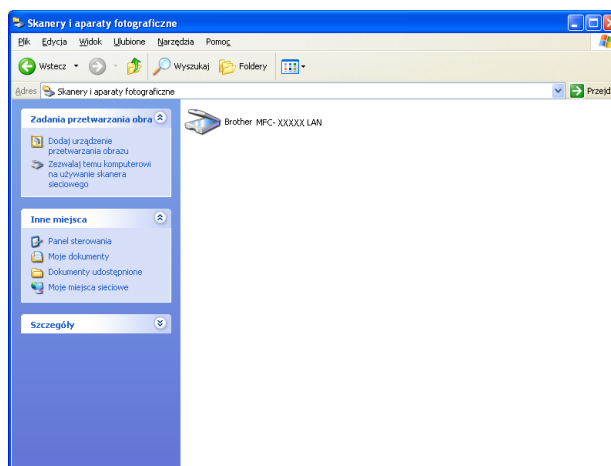 Skanery i aparaty fotograficzne
Plik Edycja Widok Ulubione Narzędzia Pomoc
Wstecz Wyszukaj Foldery
Adres Skanery i aparaty fotograficzne Przejdź
Zadania przetwarzania obra
Dodaj urządzenie
przetwarzania obrazu
Zezwalaj temu komputerowi
na używanie skanera
sieciowego
Inne miejsca
Panel sterowania
Moje dokumenty
Dokumenty udostępnione
Moje miejsca sieciowe
Szczegóły
Brother MFC- XXXXX LAN